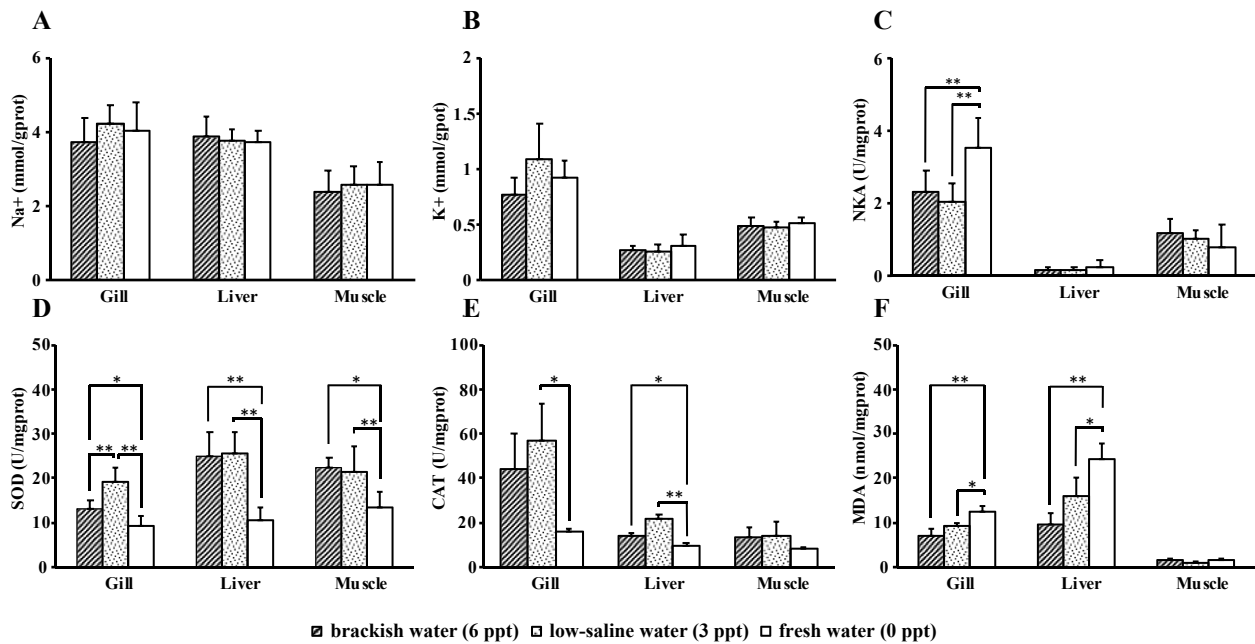 A
B
C
Na+ (mmol/gprot)
6
4
2
0
Gill
Liver
Muscle
K+ (mmol/gpot)
2
1.5
1
0.5
0
Gill
Liver
Muscle
NKA (U/mgprot)
6
4
2
0
**
**
Gill
Liver
Muscle
D
E
F
SOD (U/mgprot)
50
40
30
20
10
0
*
**
**
**
**
*
**
Gill
Liver
Muscle
CAT (U/mgprot)
100
80
60
40
20
0
*
*
**
Gill
Liver
Muscle
MDA (nmol/mgprot)
50
40
30
20
10
0
**
*
**
*
Gill
Liver
Muscle
brackish water (6 ppt) low-saline water (3 ppt) fresh water (0 ppt)